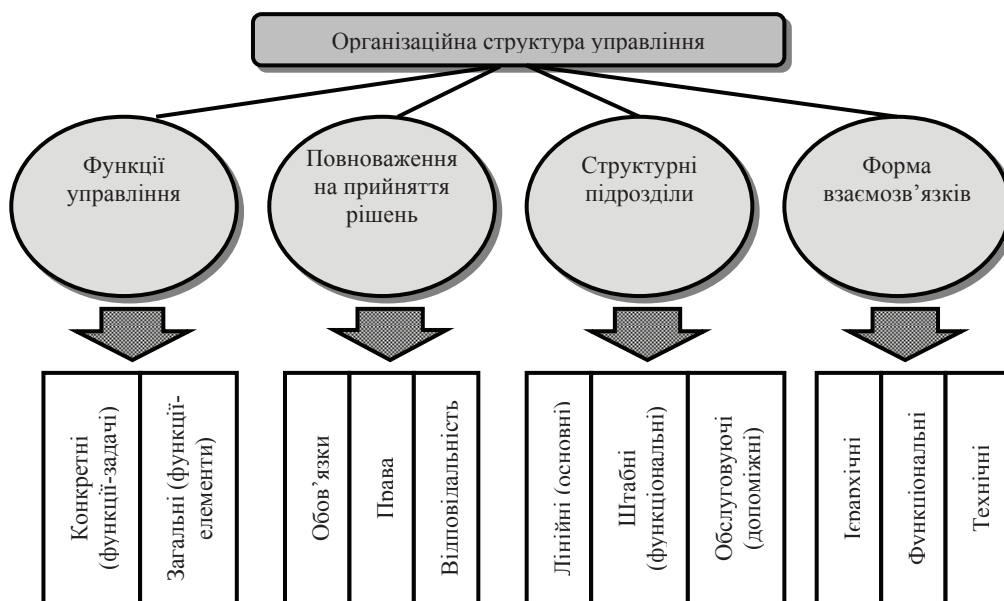 Організаційна структура управління
Функції
управління
Повноваження
на прийняття
рішень
Структурні
підрозділи
Форма
взаємозв’язків
Конкретні
(функції-задачі)
Загальні (функції-
елементи)
Обов’язки
Права
Відповідальність
Лінійні (основні)
Штабні
(функціональні)
Обслуговуючі
(допоміжні)
Ієрархічні
Функціональні
Технічні